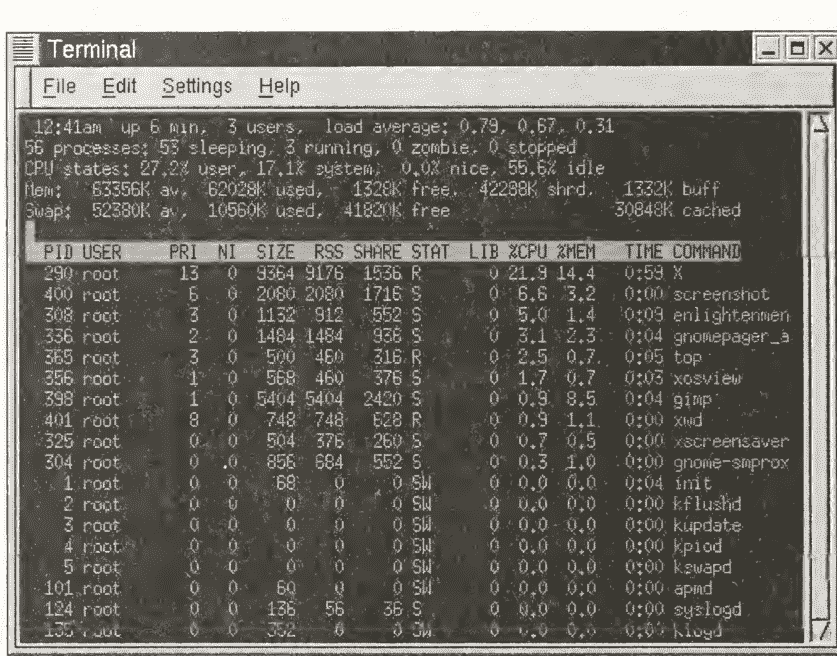 Terminal
File Edit Settings Help
12:41am up 6 min, 3 users, load average: 0.79, 0.67, 0.31
56 processes: 53 sleeping, 3 running, 0 zombie, 0 stopped
CPU states: 27.2% user, 17.1% system, 0.0% nice, 55.6% idle
Mem: 63356K av, 62028K used, 1328K free, 42288K shrd, 1332K buff
Swap: 52380K av, 10560K used, 41820K free 30848K cached
PID USER PRI NI SIZE RSS SHARE STAT LIB %CPU %MEM TIME COMMAND
290 root 13 0 9364 9176 1536 R 0 21.9 14.4 0:59 X
400 root 6 0 2080 2080 1716 S 0 6.6 3.2 0:00 screenshot
308 root 3 0 1132 912 552 S 0 5.0 1.4 0:09 enlightenmen
336 root 2 0 1484 1484 936 S 0 3.1 2.3 0:04 gnomepager_a
365 root 3 0 500 460 316 R 0 2.5 0.7 0:05 top
356 root 1 0 568 460 376 S 0 1.7 0.7 0:03 xosview
398 root 1 0 5404 5404 2420 S 0 0.9 8.5 0:04 gimp
401 root 8 0 748 748 628 R 0 0.9 1.1 0:00 xwd
325 root 0 0 504 376 260 S 0 0.7 0.5 0:00 xscreensaver
304 root 0 0 856 684 552 S 0 0.3 1.0 0:00 gnome-smprox
1 root 0 0 68 0 0 SW 0 0.0 0.0 0:04 init
2 root 0 0 0 0 0 SW 0 0.0 0.0 0:00 kflushd
3 root 0 0 0 0 0 SW 0 0.0 0.0 0:00 kupdate
4 root 0 0 0 0 0 SW 0 0.0 0.0 0:00 kpiod
5 root 0 0 0 0 0 SW 0 0.0 0.0 0:00 kswapd
101 root 0 0 60 0 0 SW 0 0.0 0.0 0:00 apmd
124 root 0 0 136 56 36 S 0 0.0 0.0 0:00 syslogd
root 0 0 352 0 0 SW 0 0.0 0.0 0:00 klogd